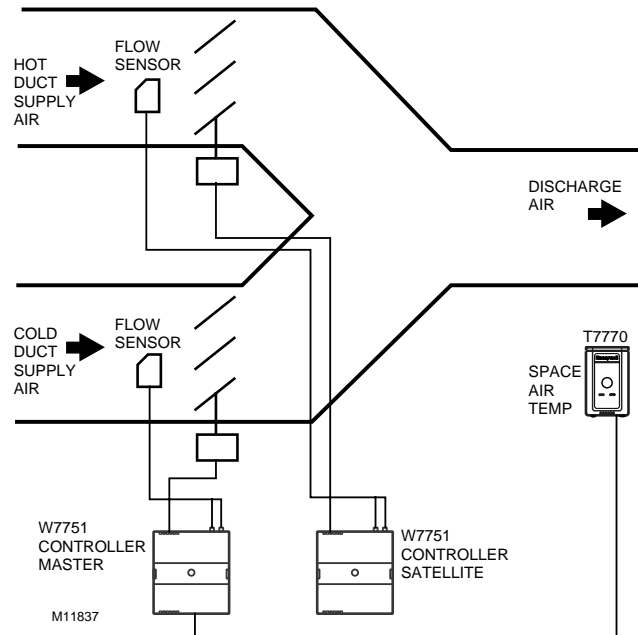 HOT
DUCT
SUPPLY
AIR
FLOW
SENSOR
DISCHARGE
AIR
COLD
DUCT
SUPPLY
AIR
FLOW
SENSOR
T7770
Honeywell
SPACE
AIR
TEMP
W7751
CONTROLLER
MASTER
W7751
CONTROLLER
SATELLITE
M11837